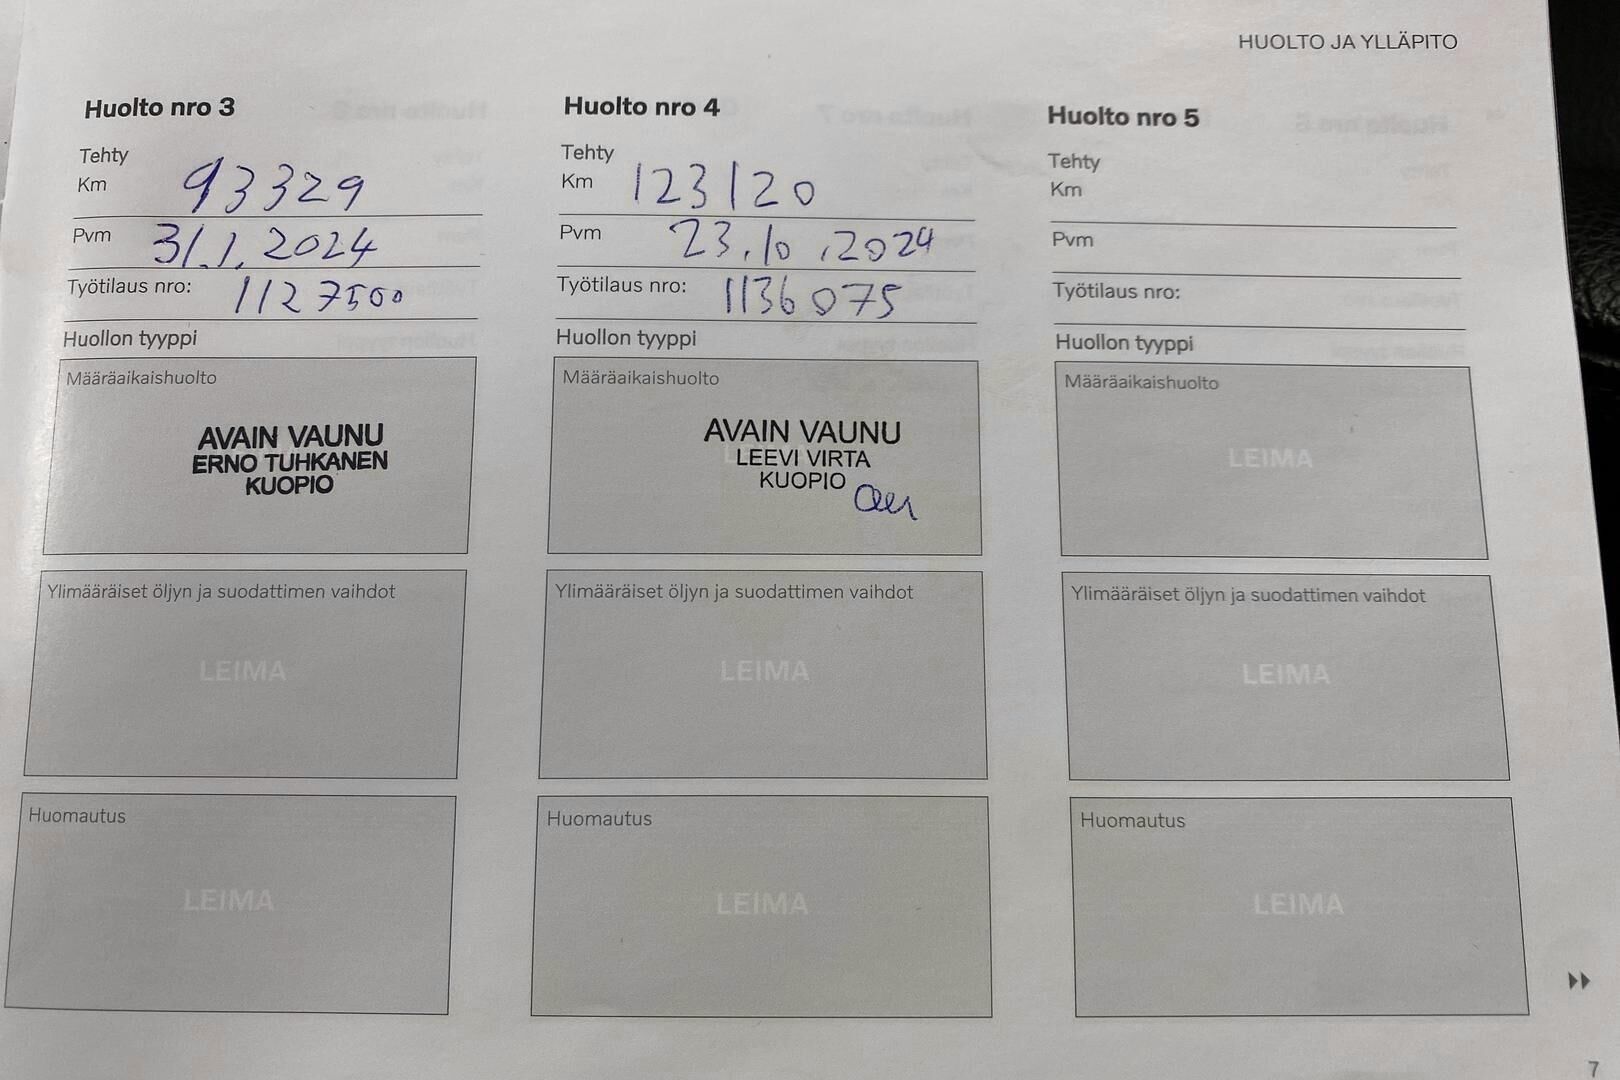 HUOLTO JA YLLÄPITO
Huolto nro 3
Tehty
Km 93329
Pvm 31.1.2024
Työtilaus nro: 1127500
Huollon tyyppi
Määräaikaishuolto
AVAIN VAUNU
ERNO TUHKANEN
KUOPIO
Ylimääräiset öljyn ja suodattimen vaihdot
LEIMA
Huomautus
LEIMA
Huolto nro 4
Tehty
Km 123120
Pvm 23.10.2024
Työtilaus nro: 1136075
Huollon tyyppi
Määräaikaishuolto
AVAIN VAUNU
LEEVI VIRTA
KUOPIO
Ylimääräiset öljyn ja suodattimen vaihdot
LEIMA
Huomautus
LEIMA
Huolto nro 5
Tehty
Km
Pvm
Työtilaus nro:
Huollon tyyppi
Määräaikaishuolto
LEIMA
Ylimääräiset öljyn ja suodattimen vaihdot
LEIMA
Huomautus
LEIMA
7